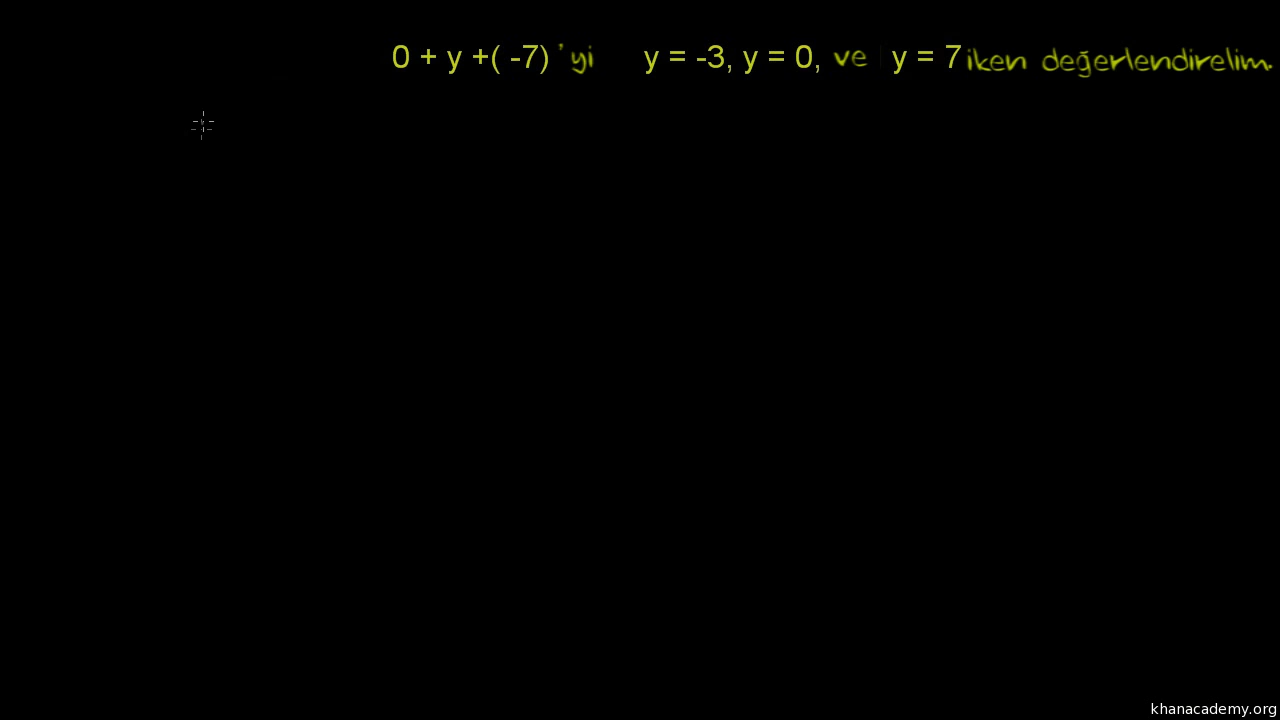 0 + y +( -7) 'yi y = -3, y = 0, ve y = 7 iken değerlendirelim.
khanacademy.org